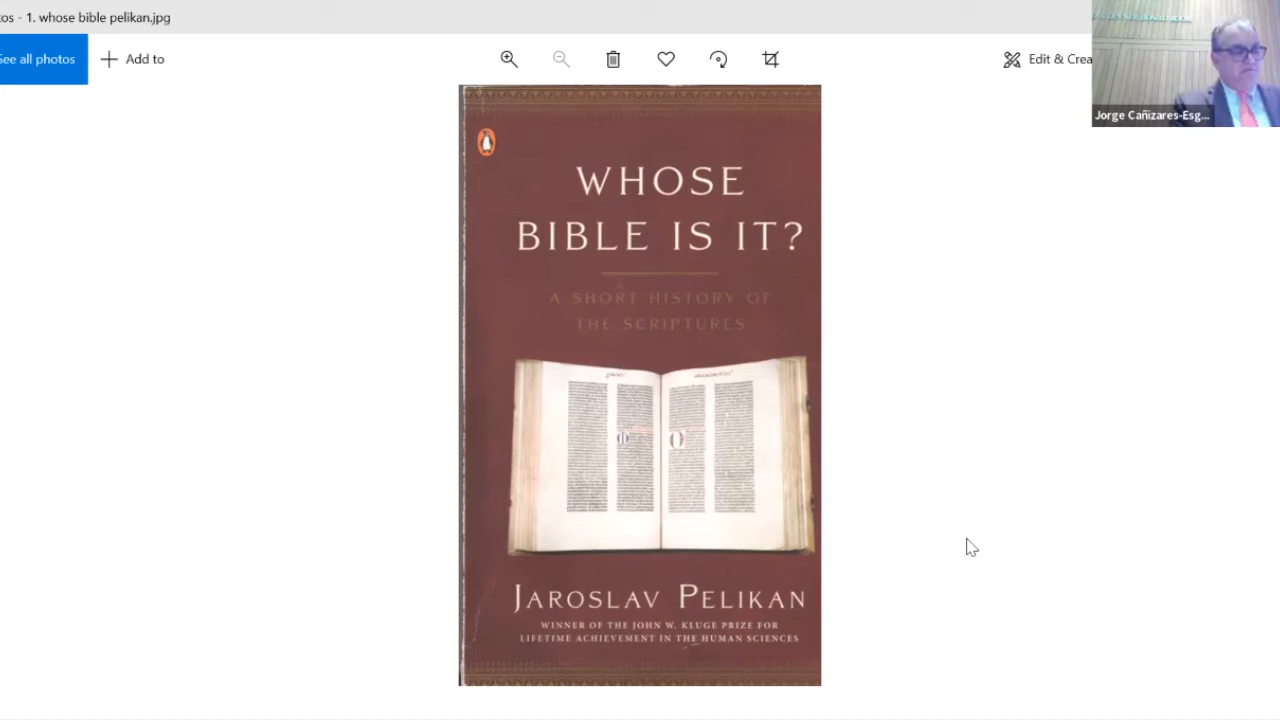 os - 1. whose bible pelikan.jpg
See all photos
Add to
Edit & Crea
Jorge Cañizares-Esg...
WHOSE
BIBLE IS IT?
A SHORT HISTORY OF
THE SCRIPTURES
JAROSLAV PELIKAN
WINNER OF THE JOHN W. KLUGE PRIZE FOR
LIFETIME ACHIEVEMENT IN THE HUMAN SCIENCES